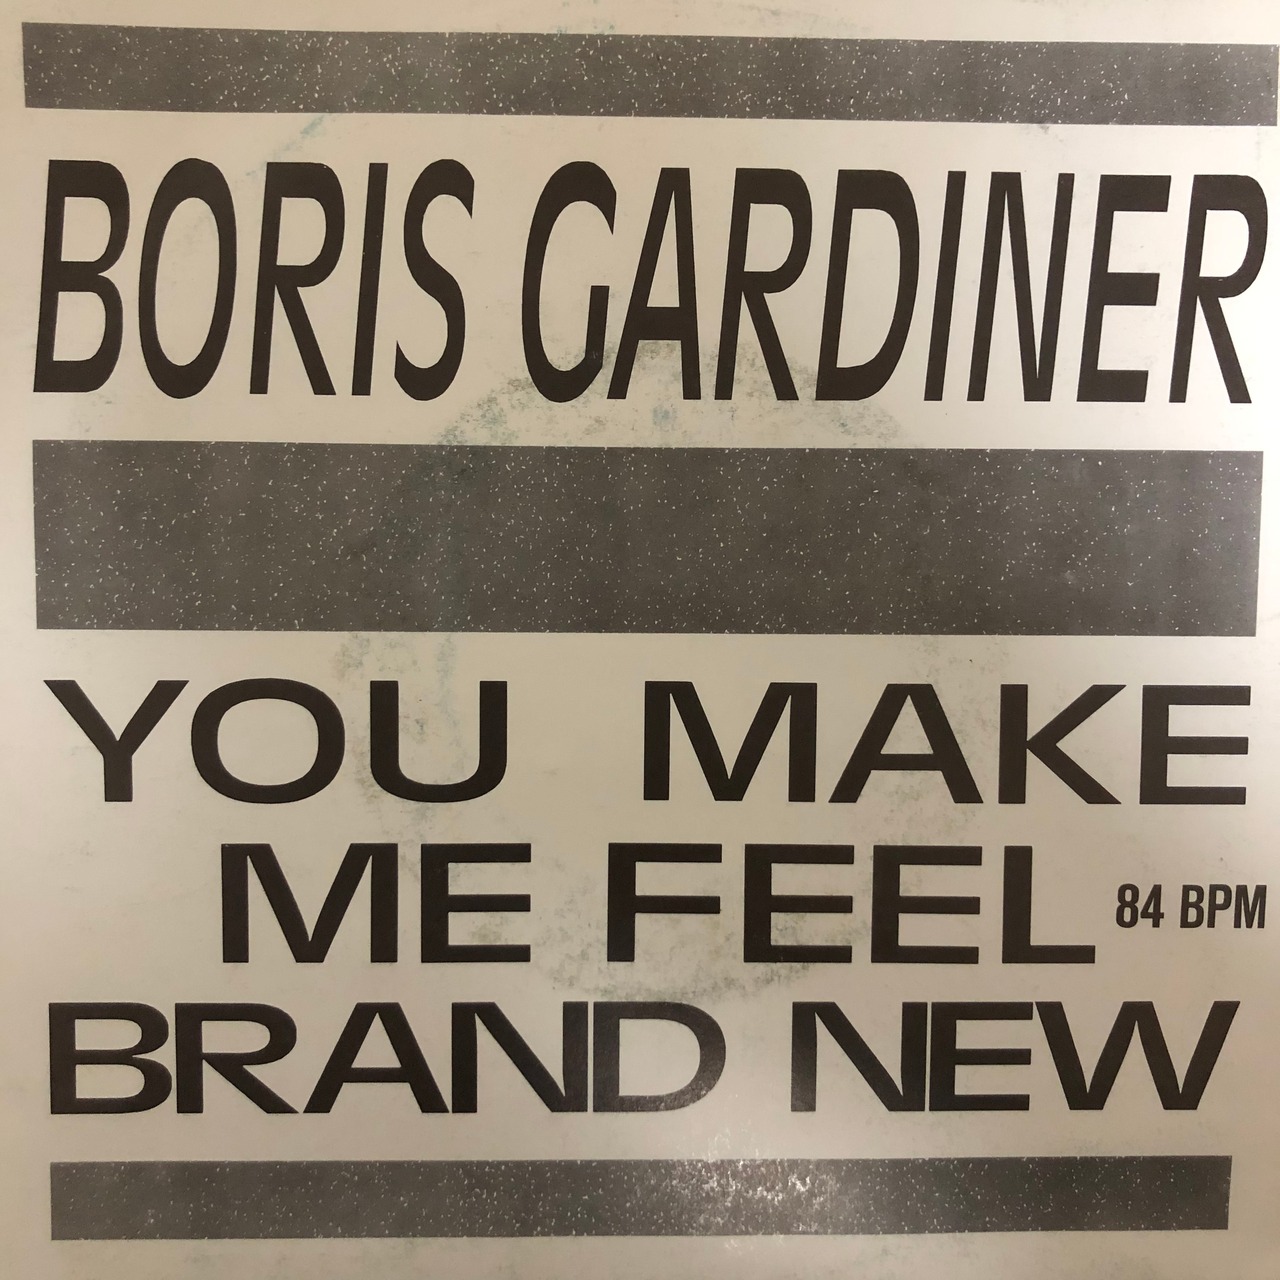 BORIS GARDINER
YOU MAKE
ME FEEL 84 BPM
BRAND NEW